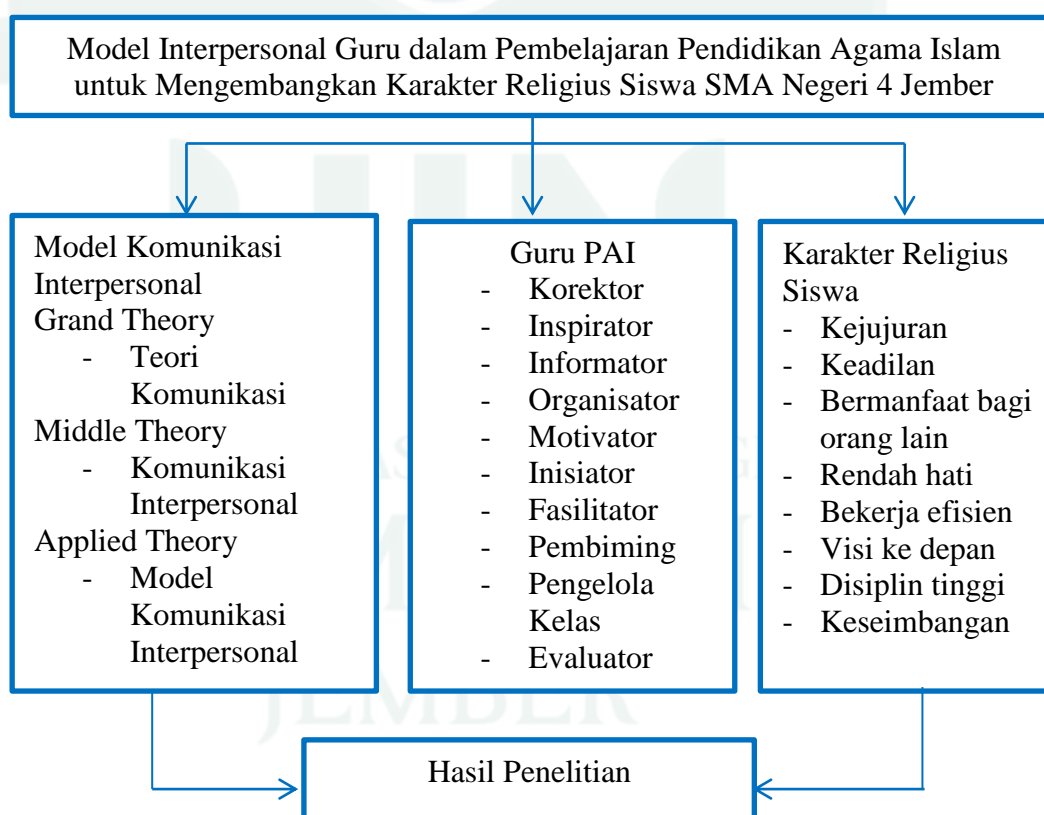 Model Interpersonal Guru dalam Pembelajaran Pendidikan Agama Islam
untuk Mengembangkan Karakter Religius Siswa SMA Negeri 4 Jember
Model Komunikasi
Interpersonal
Grand Theory
- Teori
Komunikasi
Middle Theory
- Komunikasi
Interpersonal
Applied Theory
- Model
Komunikasi
Interpersonal
Guru PAI
- Korektor
- Inspirator
- Informator
- Organisator
- Motivator
- Inisiator
- Fasilitator
- Pembiming
- Pengelola
Kelas
- Evaluator
Karakter Religius
Siswa
- Kejujuran
- Keadilan
- Bermanfaat bagi
orang lain
- Rendah hati
- Bekerja efisien
- Visi ke depan
- Disiplin tinggi
- Keseimbangan
JEMBER
Hasil Penelitian